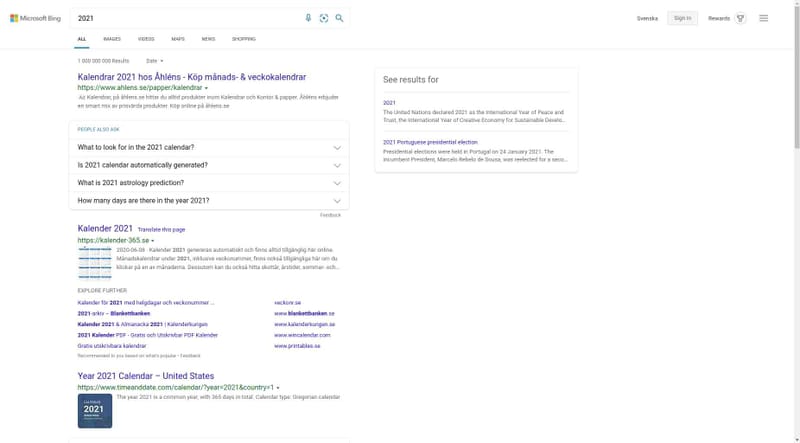 Microsoft Bing
2021
Svenska
Sign in
Rewards
ALL
IMAGES
VIDEOS
MAPS
NEWS
SHOPPING
1 000 000 000 Results
Date
Kalendrar 2021 hos Åhléns - Köp månads- & veckokalendrar
https://www.ahlens.se/papper/kalendrar
Ad Kalendrar, på åhlens.se hittar du alltid produkter inom Kalendrar och Kontor & papper. Åhléns erbjuder
en smart mix av prisvärda produkter. Köp online på åhlens.se
PEOPLE ALSO ASK
What to look for in the 2021 calendar?
Is 2021 calendar automatically generated?
What is 2021 astrology prediction?
How many days are there in the year 2021?
Feedback
Kalender 2021 Translate this page
https://kalender-365.se
2020-06-08 · Kalender 2021 genereras automatiskt och finns alltid tillgänglig här online.
Månadskalendrar under 2021, inklusive veckonummer, finns också tillgängliga här om du
klickar på en av månaderna. Dessutom kan du också hitta skottår, årstider, sommar- och...
EXPLORE FURTHER
Kalender för 2021 med helgdagar och veckonummer ...
veckonr.se
2021-arkiv – Blankettbanken
www.blankettbanken.se
Kalender 2021 & Almanacka 2021 | Kalenderkungen
www.kalenderkungen.se
2021 Kalender PDF - Gratis och Utskrivbar PDF Kalender
www.wincalendar.com
Gratis utskrivbara kalendrar
www.printables.se
Recommended to you based on what's popular • Feedback
Year 2021 Calendar – United States
https://www.timeanddate.com/calendar/?year=2021&country=1
2021
The year 2021 is a common year, with 365 days in total. Calendar type: Gregorian calendar
See results for
2021
The United Nations declared 2021 as the International Year of Peace and
Trust, the International Year of Creative Economy for Sustainable Develo...
2021 Portuguese presidential election
Presidential elections were held in Portugal on 24 January 2021. The
incumbent President, Marcelo Rebelo de Sousa, was reelected for a seco...